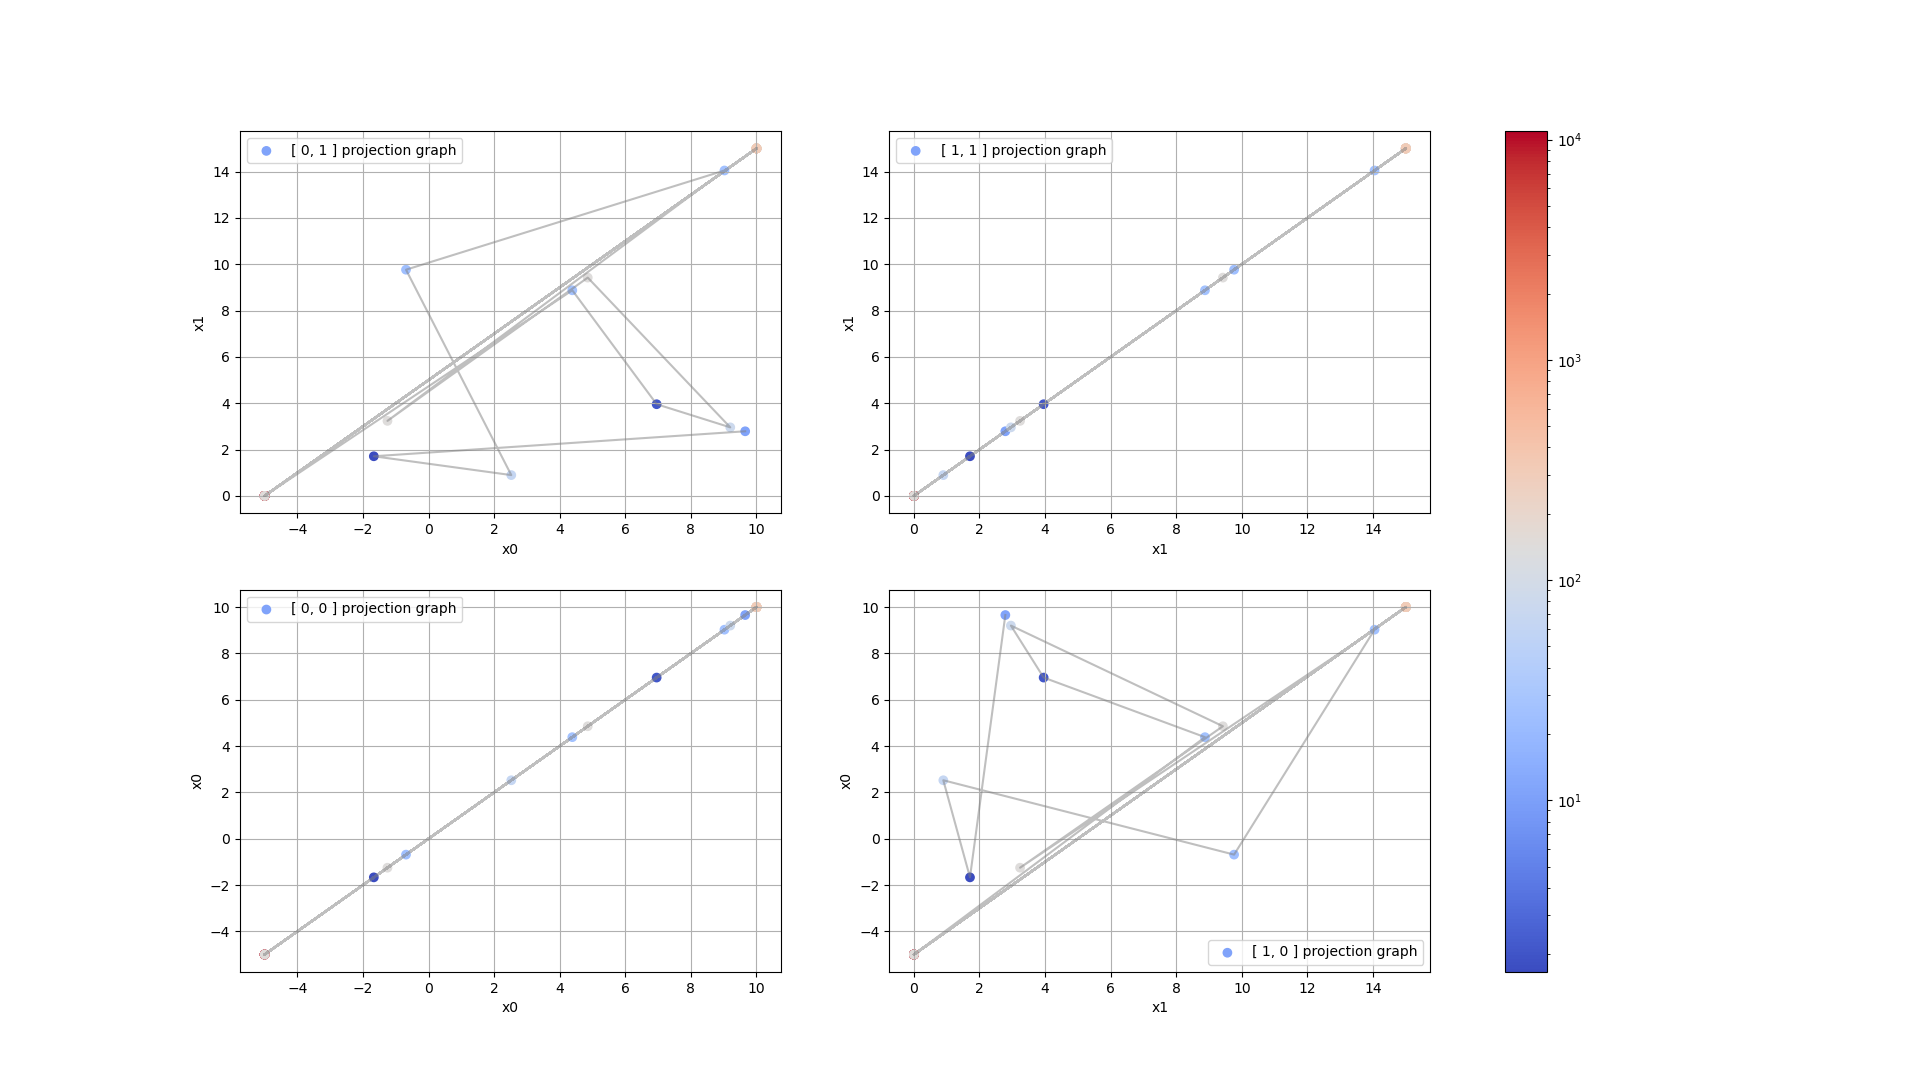 [ 0, 1 ] projection graph
x1
14
12
10
8
6
4
2
0
−4 −2 0 2 4 6 8 10
x0
[ 1, 1 ] projection graph
x1
14
12
10
8
6
4
2
0
0 2 4 6 8 10 12 14
x1
[ 0, 0 ] projection graph
x0
10
8
6
4
2
0
−2
−4
−4 −2 0 2 4 6 8 10
x0
[ 1, 0 ] projection graph
x0
10
8
6
4
2
0
−2
−4
0 2 4 6 8 10 12 14
x1
10⁴
10³
10²
10¹